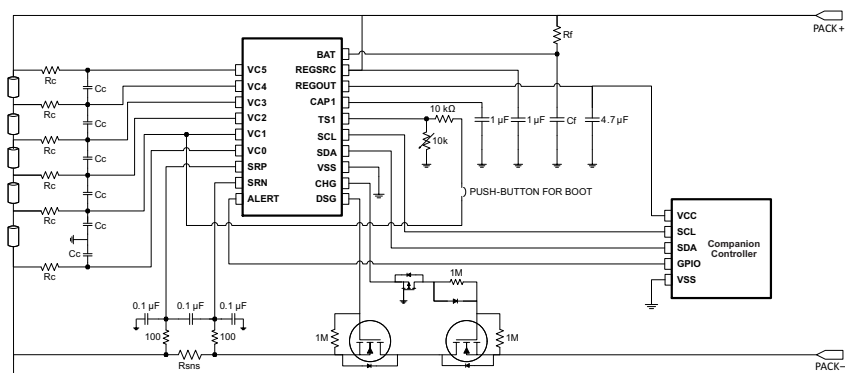 PACK+
Rf
BAT
REGSRC
REGOUT
CAP1
TS1
SCL
SDA
VSS
CHG
DSG
VC5
VC4
VC3
VC2
VC1
VC0
SRP
SRN
ALERT
Rc
Rc
Rc
Rc
Rc
Rc
Cc
Cc
Cc
Cc
Cc
Cc
10 kΩ
10k
1 µF
1 µF
Cf
4.7 µF
PUSH-BUTTON FOR BOOT
VCC
SCL
SDA
GPIO
VSS
Companion
Controller
0.1 µF
0.1 µF
0.1 µF
100
100
Rsns
1M
1M
1M
PACK–